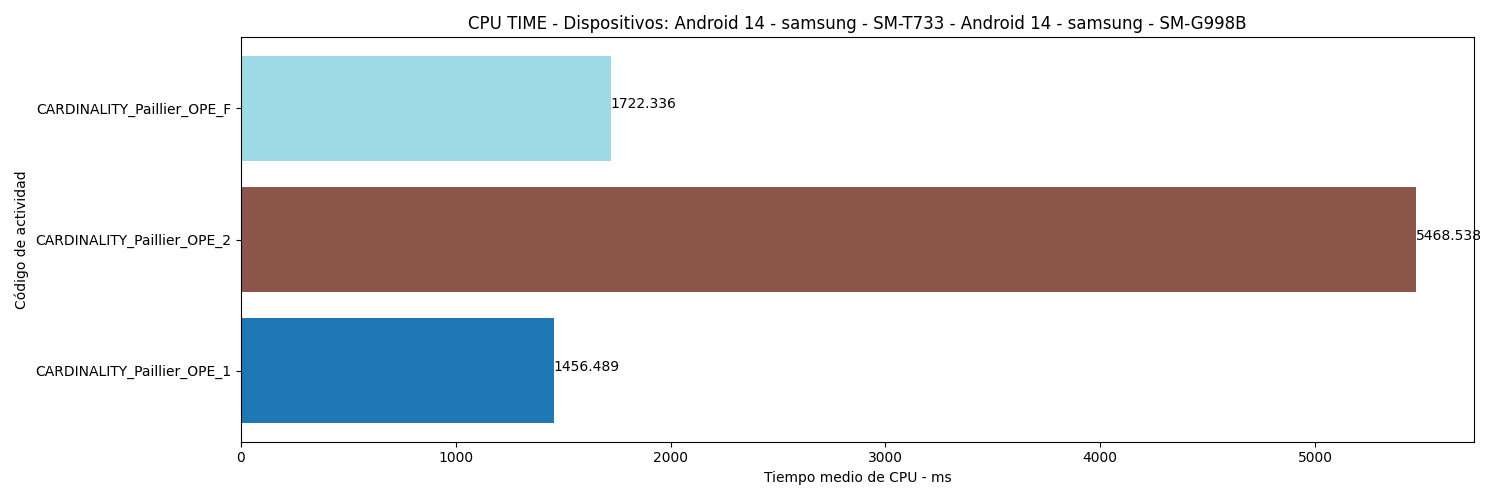 CPU TIME - Dispositivos: Android 14 - samsung - SM-T733 - Android 14 - samsung - SM-G998B
Código de actividad
CARDINALITY_Paillier_OPE_F
1722.336
CARDINALITY_Paillier_OPE_2
5468.538
CARDINALITY_Paillier_OPE_1
1456.489
0 1000 2000 3000 4000 5000
Tiempo medio de CPU - ms